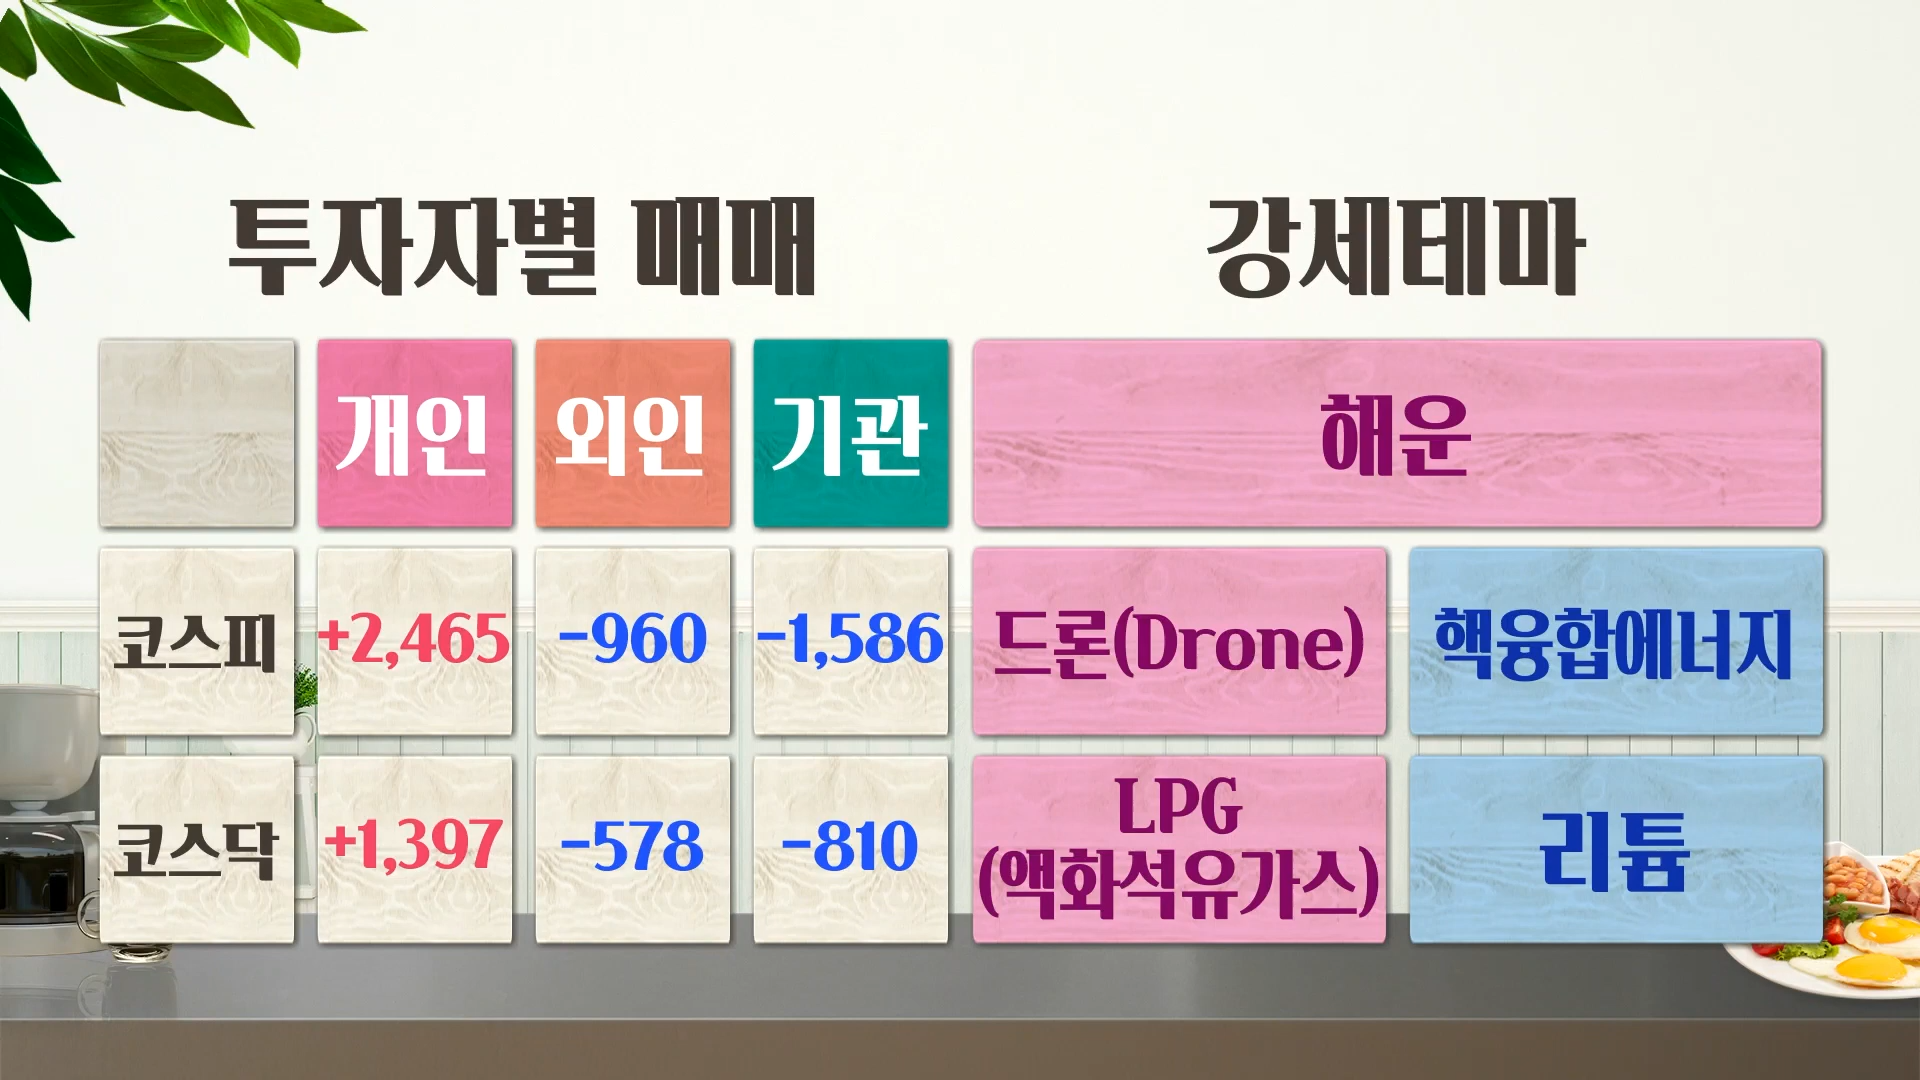 투자자별 매매
개인 외인 기관
코스피 +2,465 -960 -1,586
코스닥 +1,397 -578 -810
강세테마
해운
드론(Drone) 핵융합에너지
LPG
(액화석유가스)
리튬